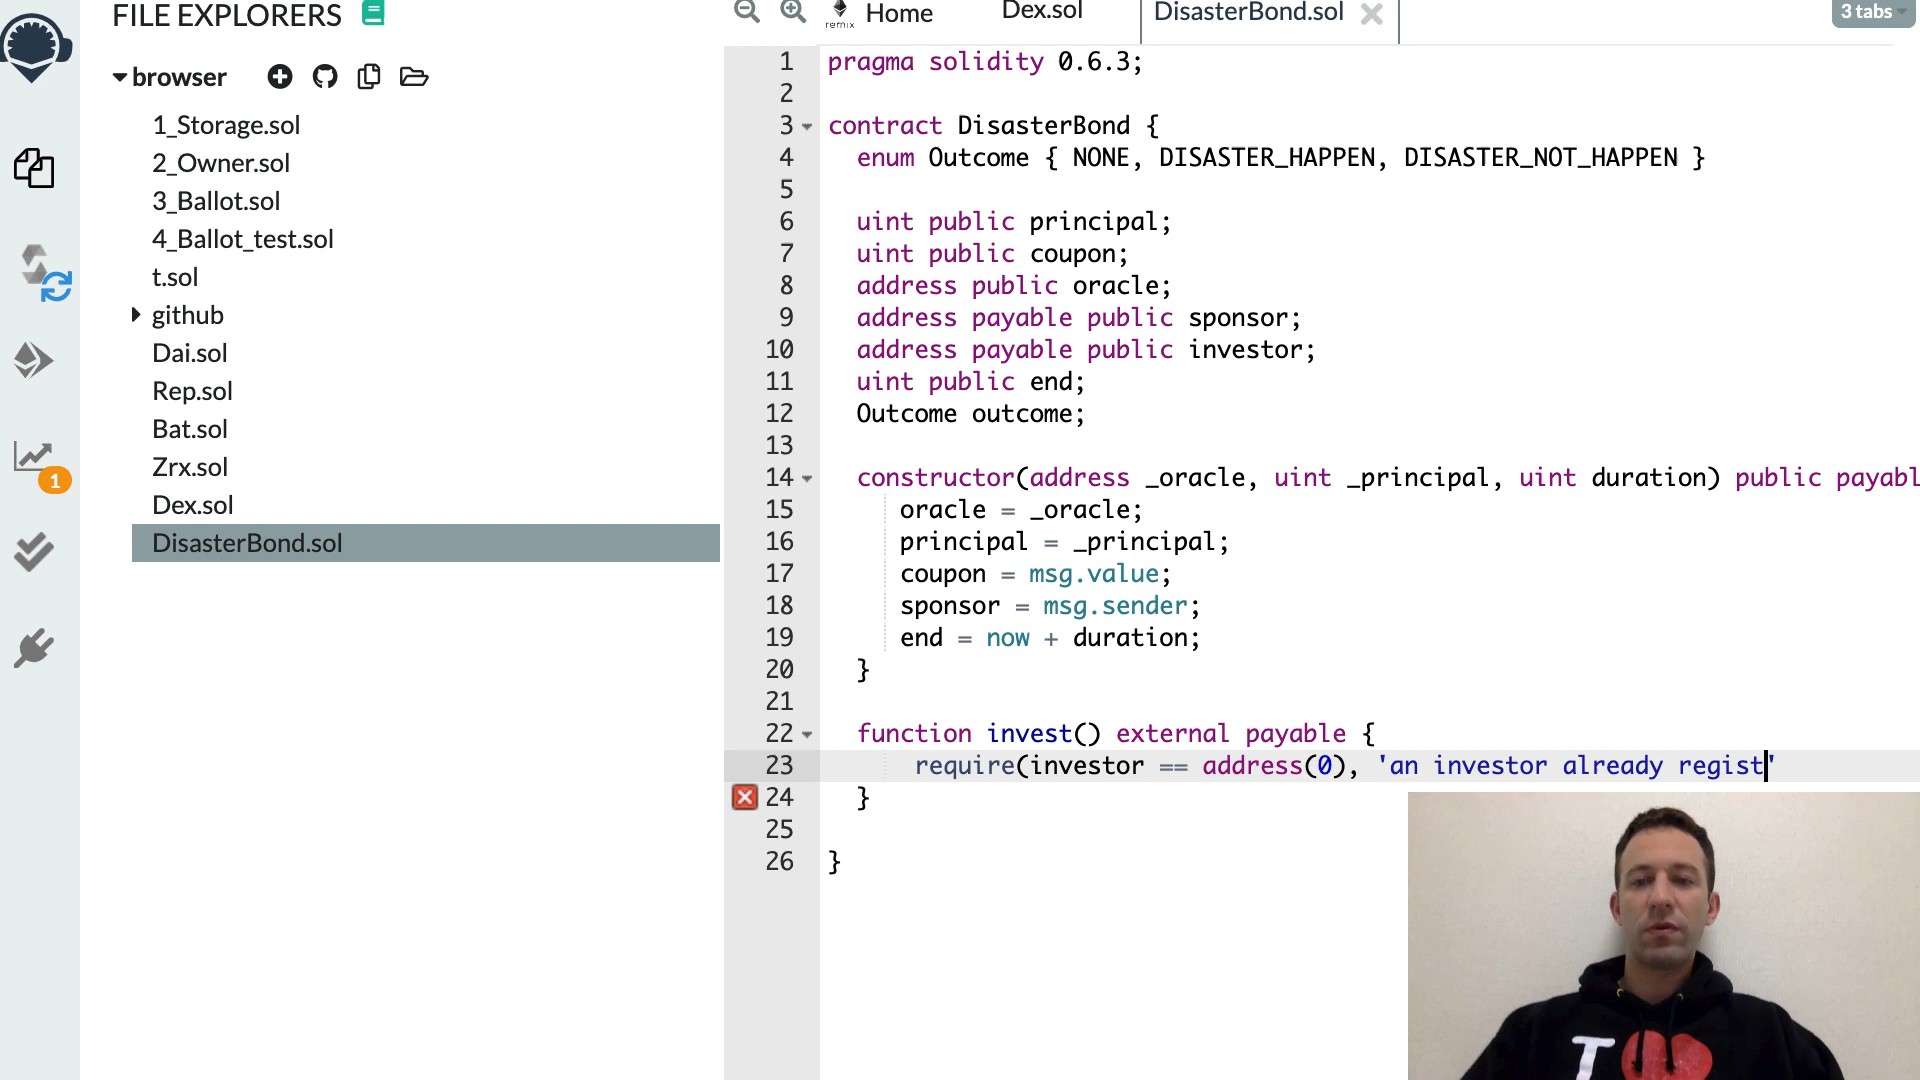 FILE EXPLORERS
Home
remix
Dex.sol
DisasterBond.sol
3 tabs
browser
1_Storage.sol
2_Owner.sol
3_Ballot.sol
4_Ballot_test.sol
t.sol
github
Dai.sol
Rep.sol
Bat.sol
Zrx.sol
Dex.sol
DisasterBond.sol
1
1 pragma solidity 0.6.3;
2
3 contract DisasterBond {
4 enum Outcome { NONE, DISASTER_HAPPEN, DISASTER_NOT_HAPPEN }
5
6 uint public principal;
7 uint public coupon;
8 address public oracle;
9 address payable public sponsor;
10 address payable public investor;
11 uint public end;
12 Outcome outcome;
13
14 constructor(address _oracle, uint _principal, uint duration) public payabl
15 oracle = _oracle;
16 principal = _principal;
17 coupon = msg.value;
18 sponsor = msg.sender;
19 end = now + duration;
20 }
21
22 function invest() external payable {
23 require(investor == address(0), 'an investor already regist'
24 }
25
26 }
I